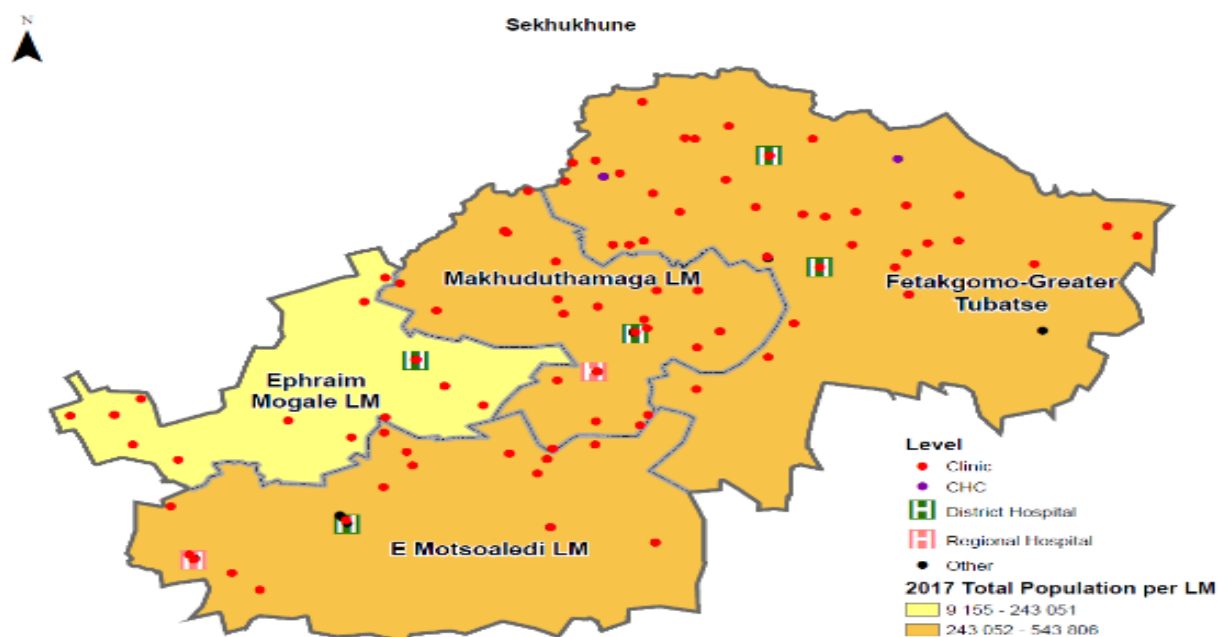 N
Sekhukhune
Makhuduthamaga LM
Fetakgomo-Greater
Tubatse
Ephraim
Mogale LM
E Motsoaledi LM
Level
Clinic
CHC
H District Hospital
H Regional Hospital
Other
2017 Total Population per LM
9 155 - 243 051
243 052 - 543 806